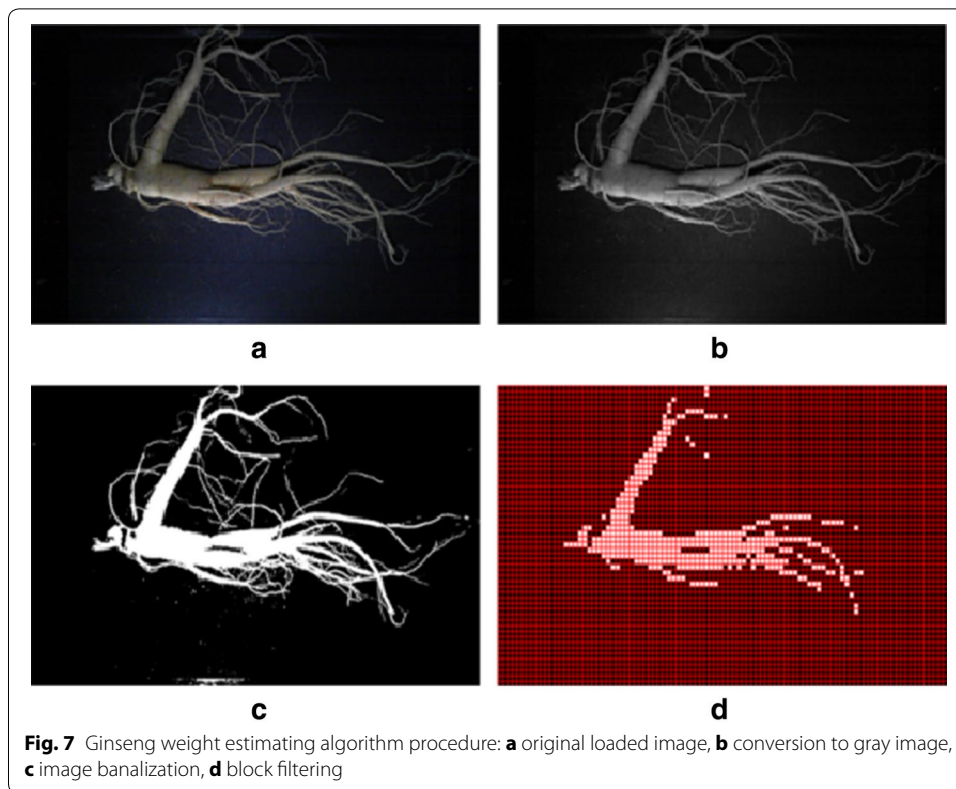 a
b
c
d
Fig. 7 Ginseng weight estimating algorithm procedure: a original loaded image, b conversion to gray image,
c image banalization, d block filtering